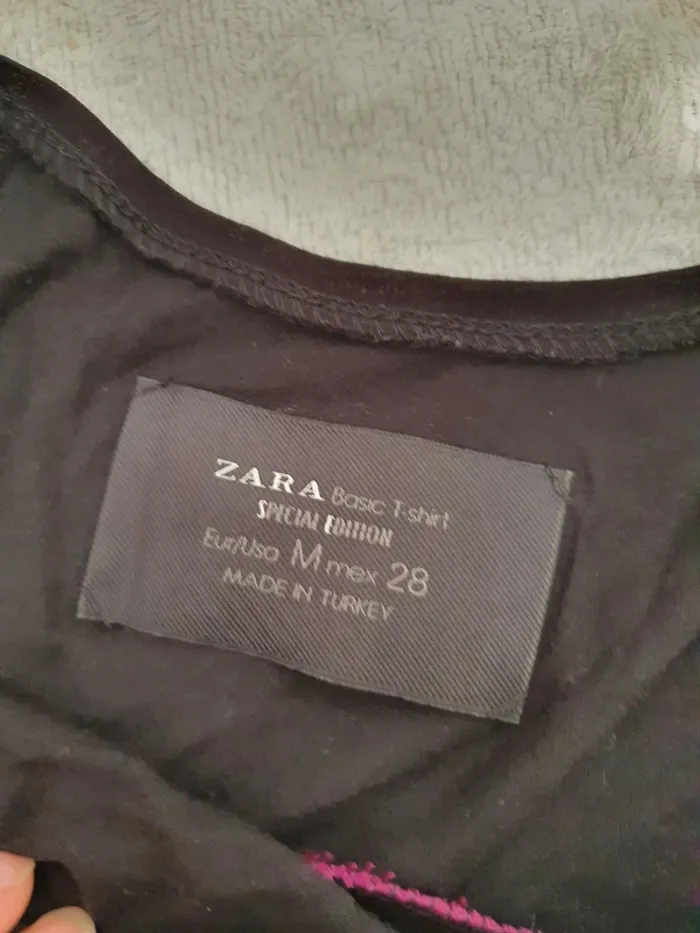 ZARA Basic T-shirt
SPECIAL EDITION
Eur/Usa M mex 28
MADE IN TURKEY